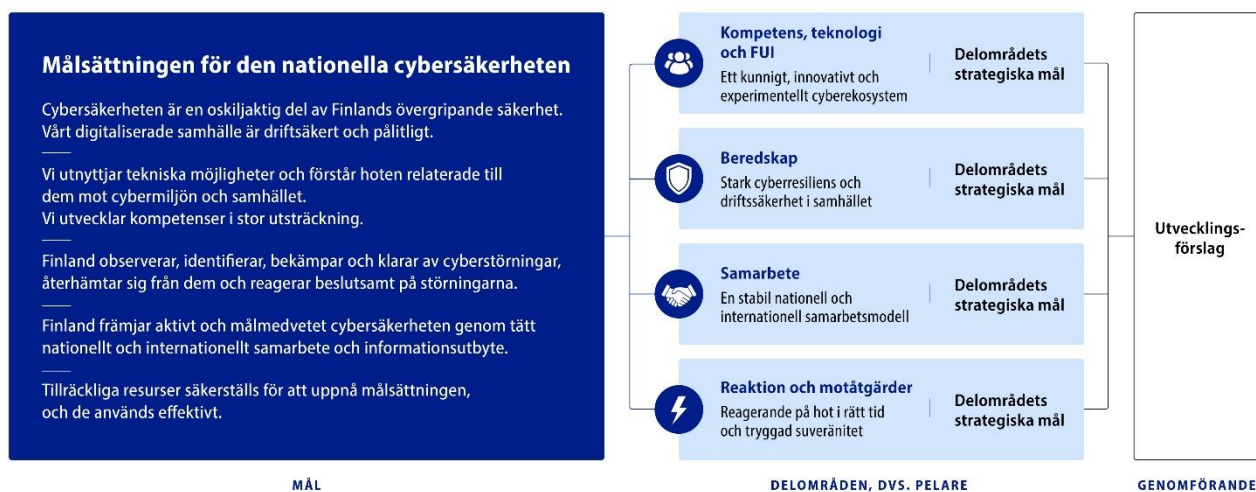 Målsättningen för den nationella cybersäkerheten
Cybersäkerheten är en oskiljaktig del av Finlands övergripande säkerhet.
Vårt digitaliserade samhälle är driftsäkert och pålitligt.
Vi utnyttjar tekniska möjligheter och förstår hoten relaterade till
dem mot cybermiljön och samhället.
Vi utvecklar kompetenser i stor utsträckning.
Finland observerar, identifierar, bekämpar och klarar av cyberstörningar,
återhämtar sig från dem och reagerar beslutsamt på störningarna.
Finland främjar aktivt och målmedvetet cybersäkerheten genom tätt
nationellt och internationellt samarbete och informationsutbyte.
Tillräckliga resurser säkerställs för att uppnå målsättningen,
och de används effektivt.
MÅL
Kompetens, teknologi
och FUI
Ett kunnigt, innovativt och
experimentellt cyberekosystem
Delområdets
strategiska mål
Beredskap
Stark cyberresiliens och
driftssäkerhet i samhället
Delområdets
strategiska mål
Samarbete
En stabil nationell och
internationell samarbetsmodell
Delområdets
strategiska mål
Reaktion och motåtgärder
Reagerande på hot i rätt tid
och tryggad suveränitet
Delområdets
strategiska mål
DELOMRÅDEN, DVS. PELARE
Utvecklings-
förslag
GENOMFÖRANDE